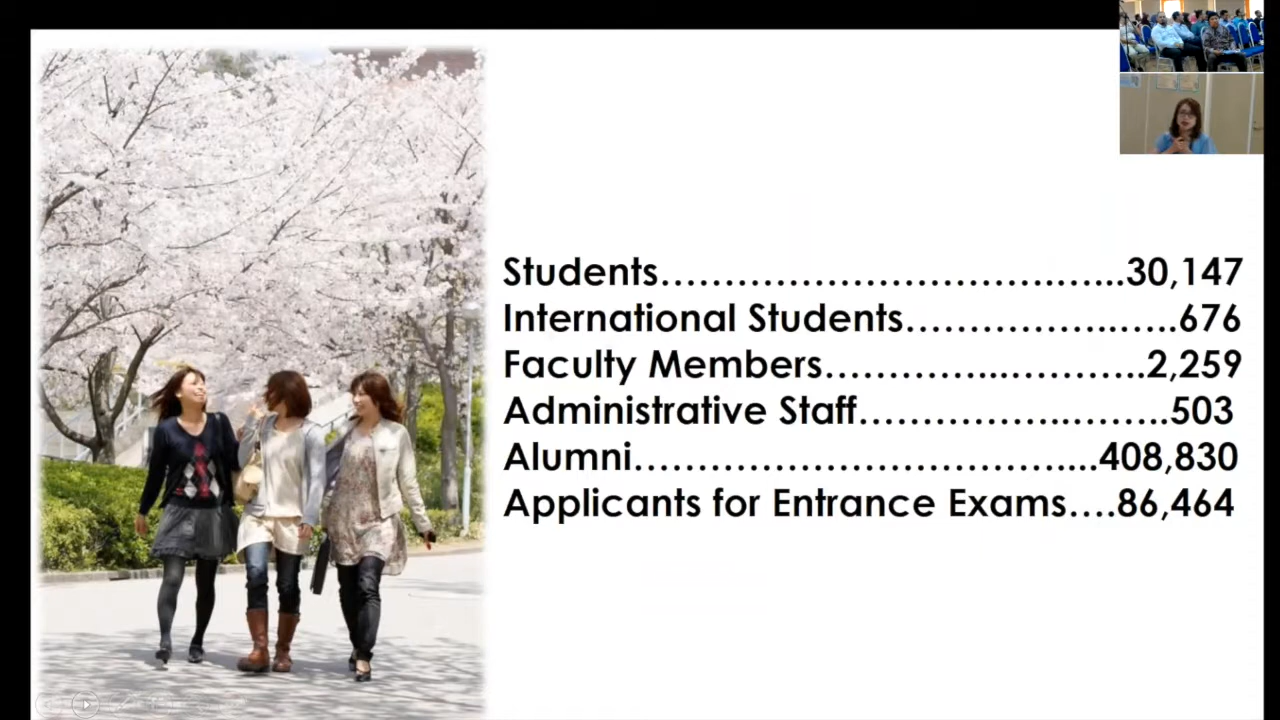 Students……………………………….…...30,147
International Students……………..…..676
Faculty Members…………..………..2,259
Administrative Staff……………..……..503
Alumni……………………………....408,830
Applicants for Entrance Exams….86,464